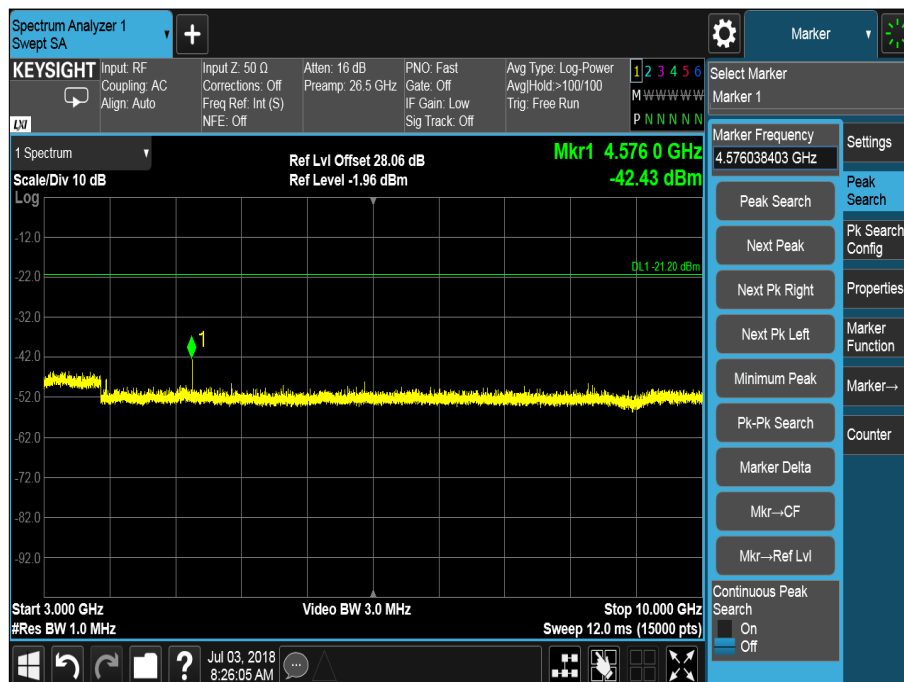 Spectrum Analyzer 1
Swept SA
Marker
KEYSIGHT
LXI
Input: RF
Coupling: AC
Align: Auto
Input Z: 50 Ω
Corrections: Off
Freq Ref: Int (S)
NFE: Off
Atten: 16 dB
Preamp: 26.5 GHz
PNO: Fast
Gate: Off
IF Gain: Low
Sig Track: Off
Avg Type: Log-Power
Avg|Hold:>100/100
Trig: Free Run
1 2 3 4 5 6
M W W W W W
P N N N N N
Select Marker
Marker 1
1 Spectrum
Scale/Div 10 dB
Ref Lvl Offset 28.06 dB
Ref Level -1.96 dBm
Mkr1 4.576 0 GHz
-42.43 dBm
Log
-12.0
-22.0
-32.0
-42.0
-52.0
-62.0
-72.0
-82.0
-92.0
DL1 -21.20 dBm
1
Start 3.000 GHz
#Res BW 1.0 MHz
Video BW 3.0 MHz
Stop 10.000 GHz
Sweep 12.0 ms (15000 pts)
Marker Frequency
4.576038403 GHz
Peak Search
Next Peak
Next Pk Right
Next Pk Left
Minimum Peak
Pk-Pk Search
Marker Delta
Mkr→CF
Mkr→Ref Lvl
Continuous Peak
Search
On
Off
Settings
Peak
Search
Pk Search
Config
Properties
Marker
Function
Marker→
Counter
?
Jul 03, 2018
8:26:05 AM